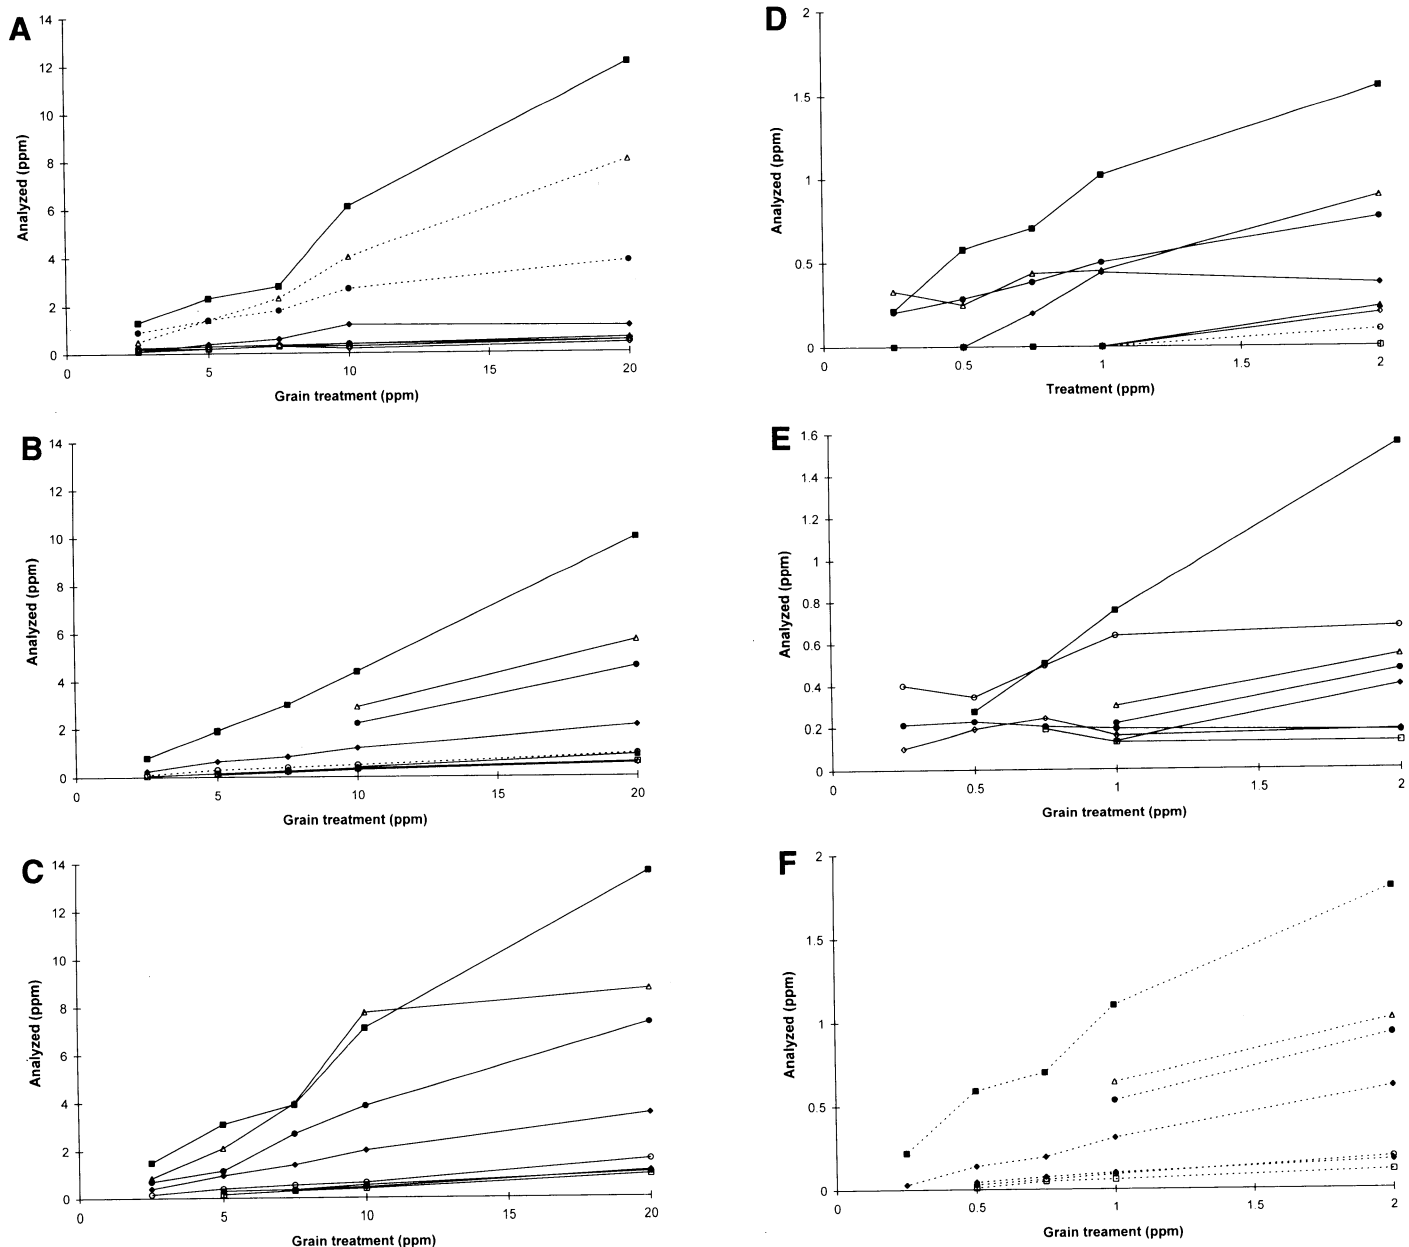 A
14
12
10
8
6
4
2
0
Analyzed (ppm)
0 5 10 15 20
Grain treatment (ppm)
D
2
1.5
1
0.5
0
Analyzed (ppm)
0 0.5 1 1.5 2
Treatment (ppm)
B
14
12
10
8
6
4
2
0
Analyzed (ppm)
0 5 10 15 20
Grain treatment (ppm)
E
1.6
1.4
1.2
1
0.8
0.6
0.4
0.2
0
Analyzed (ppm)
0 0.5 1 1.5 2
Grain treatment (ppm)
C
14
12
10
8
6
4
2
0
Analyzed (ppm)
0 5 10 15 20
Grain treatment (ppm)
F
2
1.5
1
0.5
0
Analyzed (ppm)
0 0.5 1 1.5 2
Grain treament (ppm)